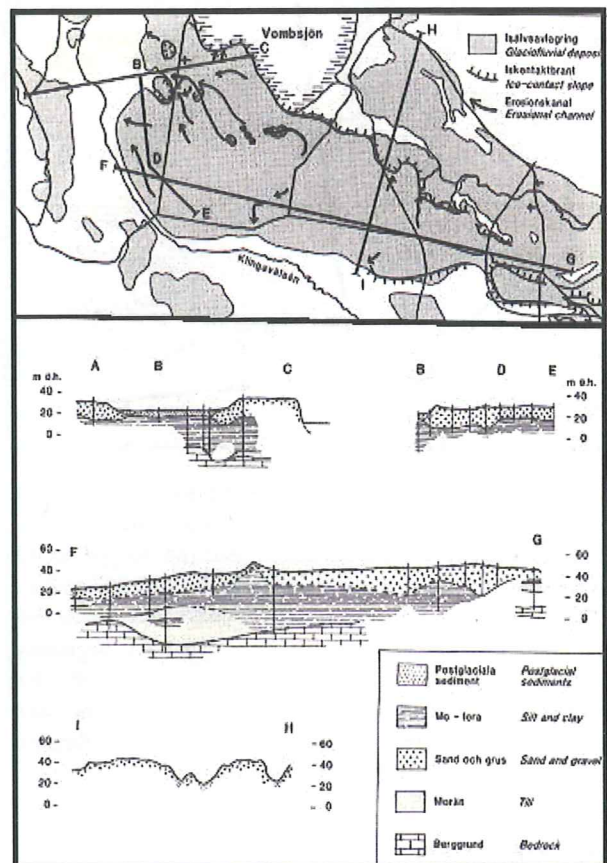 Vombsjön
H
C
B
Isälvsavlagring
Glaciofluvial deposit
Iskontaktbrant
Ice-contact slope
Erosionskanal
Erosional channel
F
D
E
G
Klingavälsån
I
A B C
m ö.h.
40 -
20 -
0 -
B D E
m ö.h.
- 40
- 20
- 0
F G
60 -
40 -
20 -
0 -
- 60
- 40
- 20
- 0
I H
60 -
40 -
20 -
0 -
- 60
- 40
- 20
- 0
Postglaciala
sediment
Postglacial
sediments
Mo - lera
Silt and clay
Sand och grus
Sand and gravel
Morän
Till
Berggrund
Bedrock